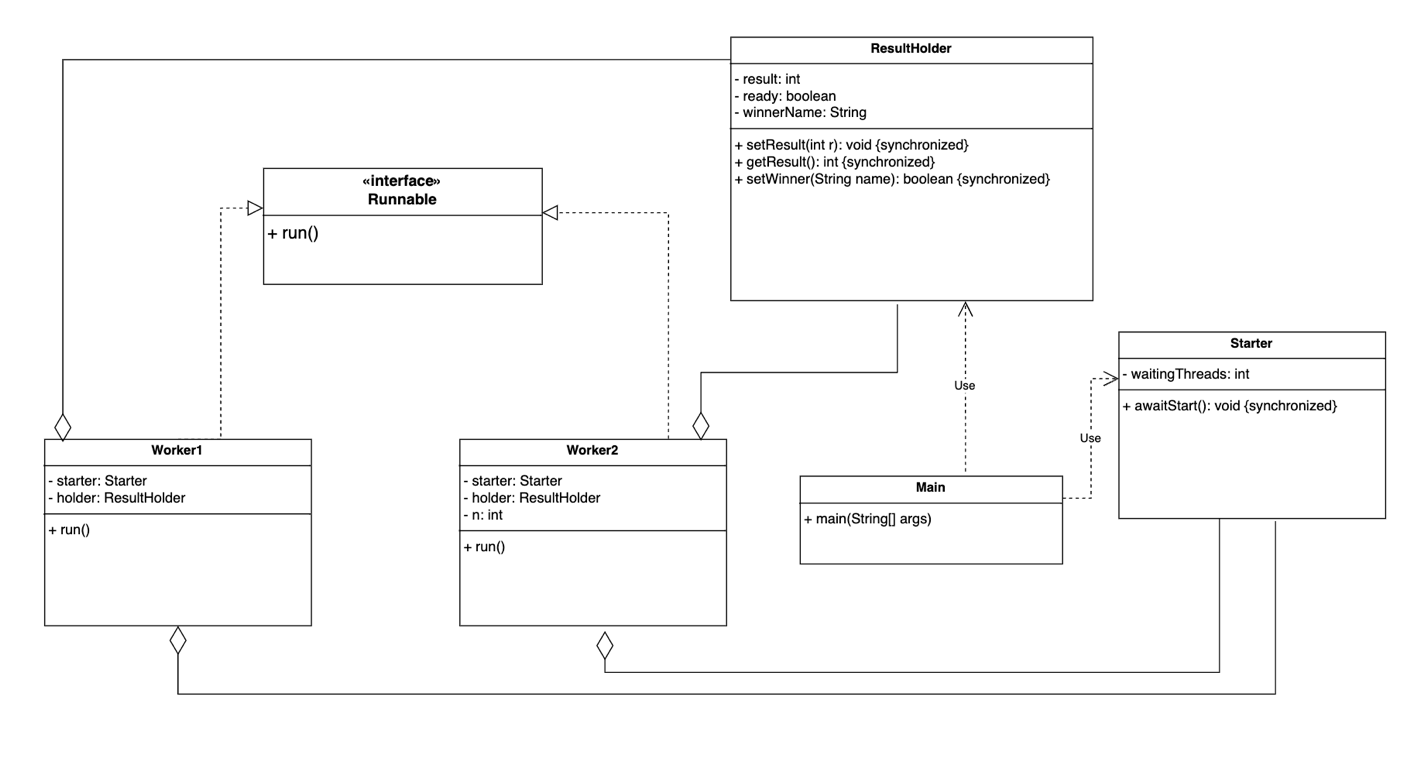 ResultHolder
- result: int
- ready: boolean
- winnerName: String
+ setResult(int r): void {synchronized}
+ getResult(): int {synchronized}
+ setWinner(String name): boolean {synchronized}
«interface»
Runnable
+ run()
Starter
- waitingThreads: int
+ awaitStart(): void {synchronized}
Use
Use
Worker1
- starter: Starter
- holder: ResultHolder
+ run()
Worker2
- starter: Starter
- holder: ResultHolder
- n: int
+ run()
Main
+ main(String[] args)